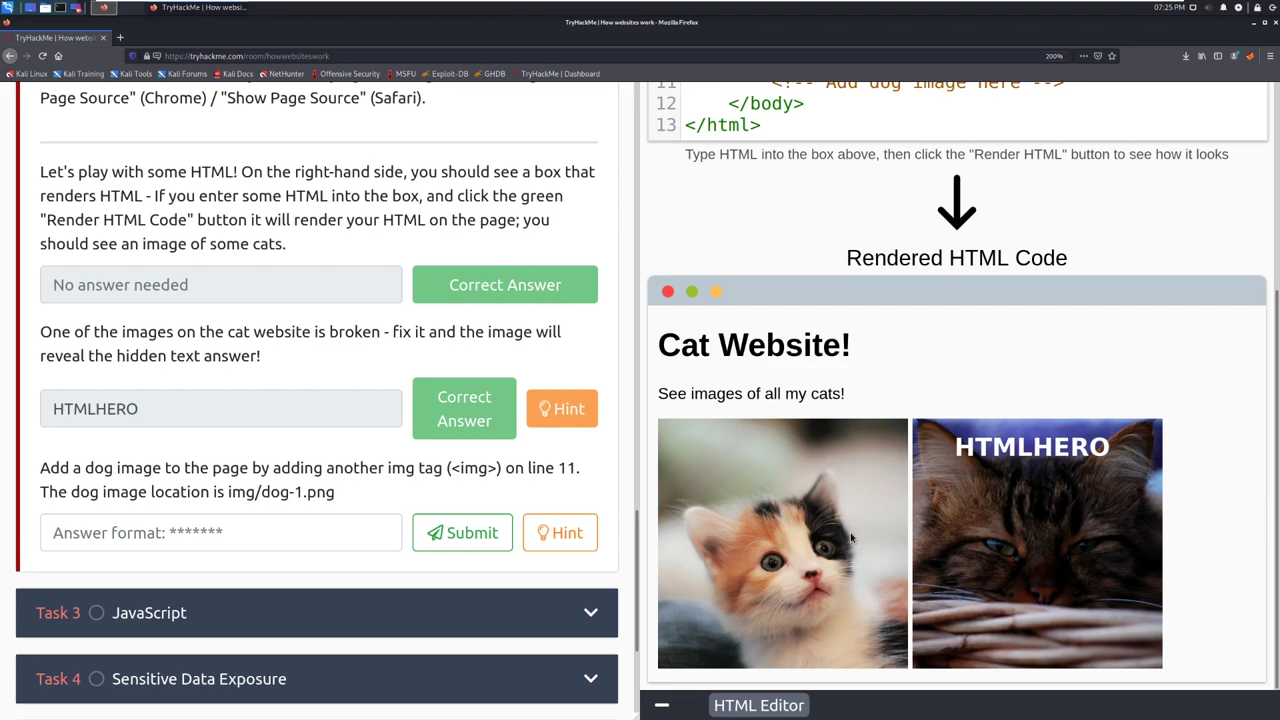 07:25 PM
TryHackMe | How websi...
TryHackMe | How websites work - Mozilla Firefox
TryHackMe | How websi
https://tryhackme.com/room/howwebsiteswork
200%
Kali Linux
Kali Training
Kali Tools
Kali Forums
Kali Docs
NetHunter
Offensive Security
MSFU
Exploit-DB
GHDB
TryHackMe | Dashboard
Page Source" (Chrome) / "Show Page Source" (Safari).
Let's play with some HTML! On the right-hand side, you should see a box that
renders HTML - If you enter some HTML into the box, and click the green
"Render HTML Code" button it will render your HTML on the page; you
should see an image of some cats.
No answer needed
Correct Answer
One of the images on the cat website is broken - fix it and the image will
reveal the hidden text answer!
HTMLHERO
Correct
Answer
Hint
Add a dog image to the page by adding another img tag (<img>) on line 11.
The dog image location is img/dog-1.png
Answer format: *******
Submit
Hint
Task 3
JavaScript
Task 4
Sensitive Data Exposure
11 <!-- Add dog image here -->
12 </body>
13 </html>
Type HTML into the box above, then click the "Render HTML" button to see how it looks
Rendered HTML Code
Cat Website!
See images of all my cats!
HTMLHERO
HTML Editor